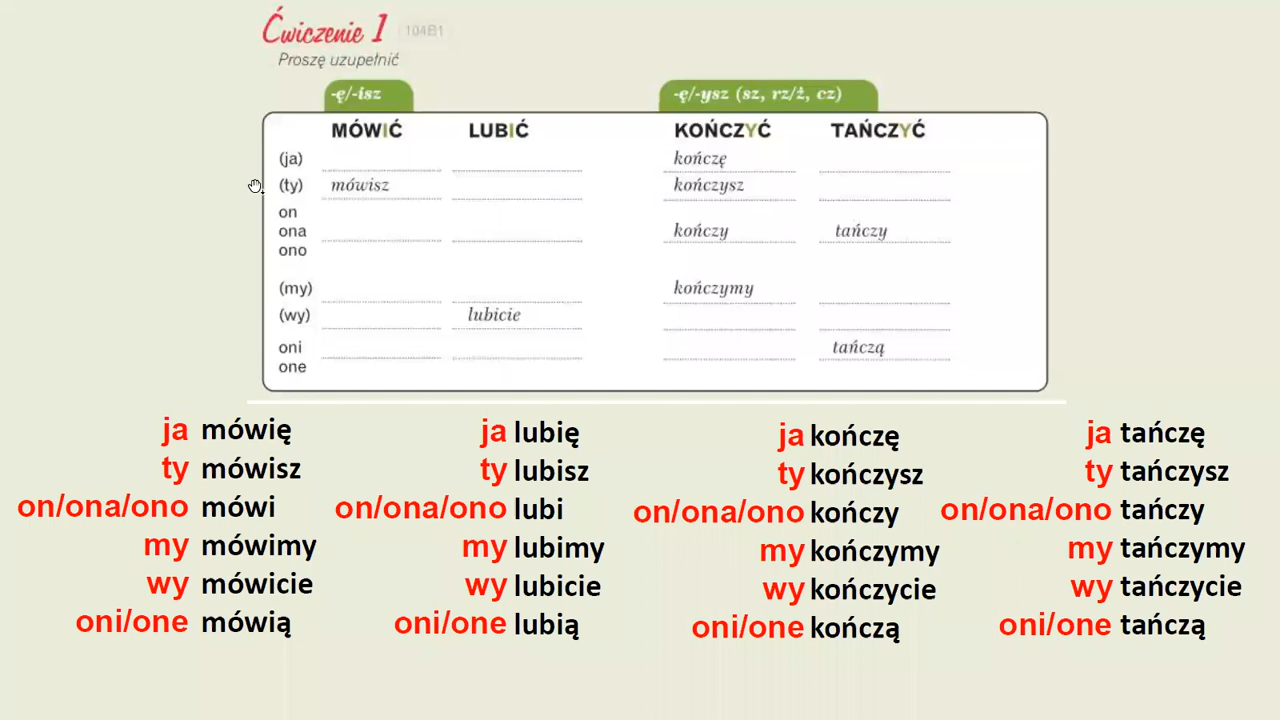 Ćwiczenie 1 104B1
Proszę uzupełnić
-ę/-isz -ę/-ysz (sz, rz/ż, cz)
MÓWIĆ LUBIĆ KOŃCZYĆ TAŃCZYĆ
(ja) kończę
(ty) mówisz kończysz
on
ona kończy tańczy
ono
(my) kończymy
(wy) lubicie
oni tańczą
one
ja mówię ja lubię ja kończę ja tańczę
ty mówisz ty lubisz ty kończysz ty tańczysz
on/ona/ono mówi on/ona/ono lubi on/ona/ono kończy on/ona/ono tańczy
my mówimy my lubimy my kończymy my tańczymy
wy mówicie wy lubicie wy kończycie wy tańczycie
oni/one mówią oni/one lubią oni/one kończą oni/one tańczą